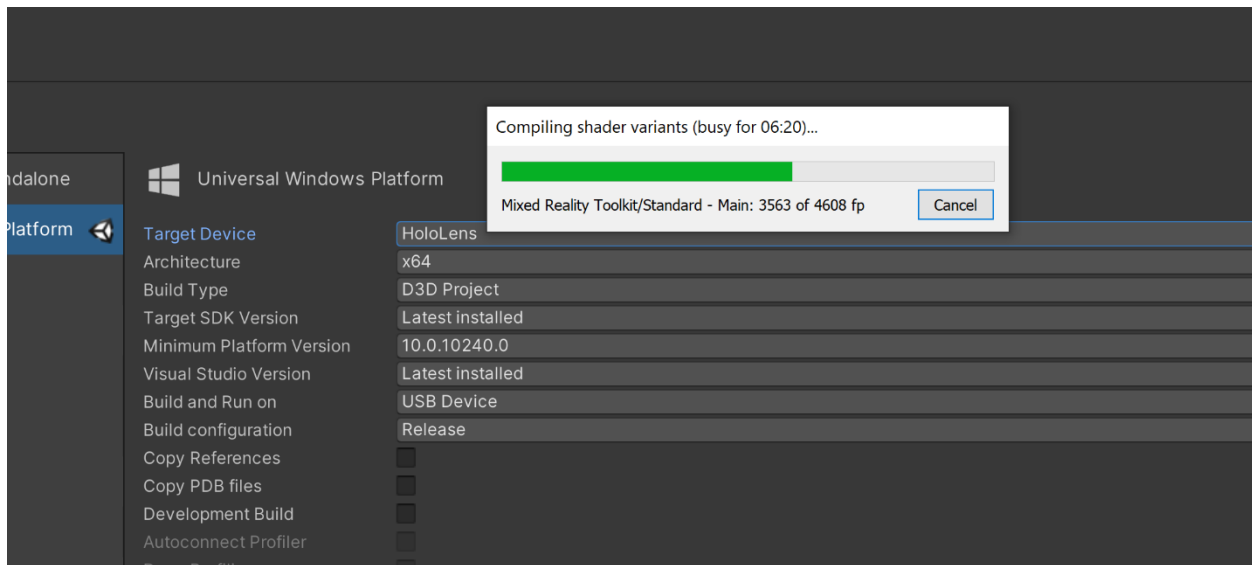 Compiling shader variants (busy for 06:20)...
Mixed Reality Toolkit/Standard - Main: 3563 of 4608 fp Cancel
ndalone
Platform
Universal Windows Platform
Target Device HoloLens
Architecture x64
Build Type D3D Project
Target SDK Version Latest installed
Minimum Platform Version 10.0.10240.0
Visual Studio Version Latest installed
Build and Run on USB Device
Build configuration Release
Copy References
Copy PDB files
Development Build
Autoconnect Profiler